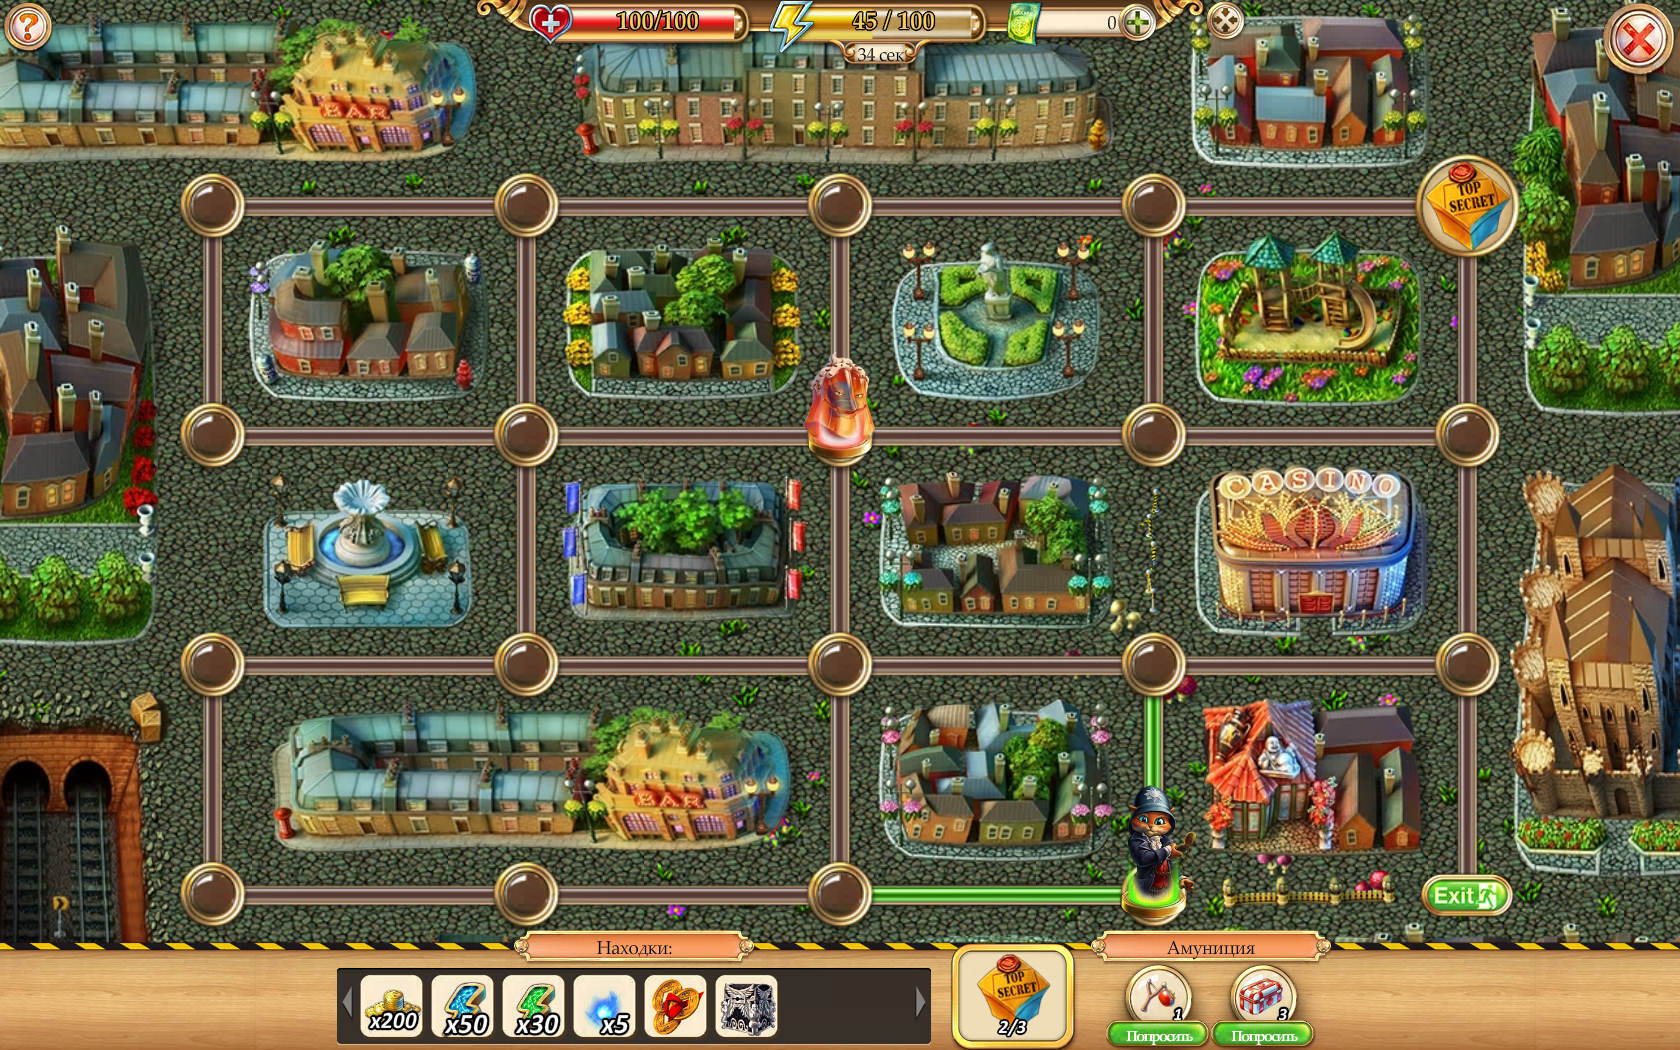 100/100
45 / 100
0
34 сек
BAR
TOP
SECRET
CASINO
BAR
Exit
Находки:
Амуниция
x200
x50
x30
x5
TOP
SECRET
2/3
1
3
Попросить
Попросить